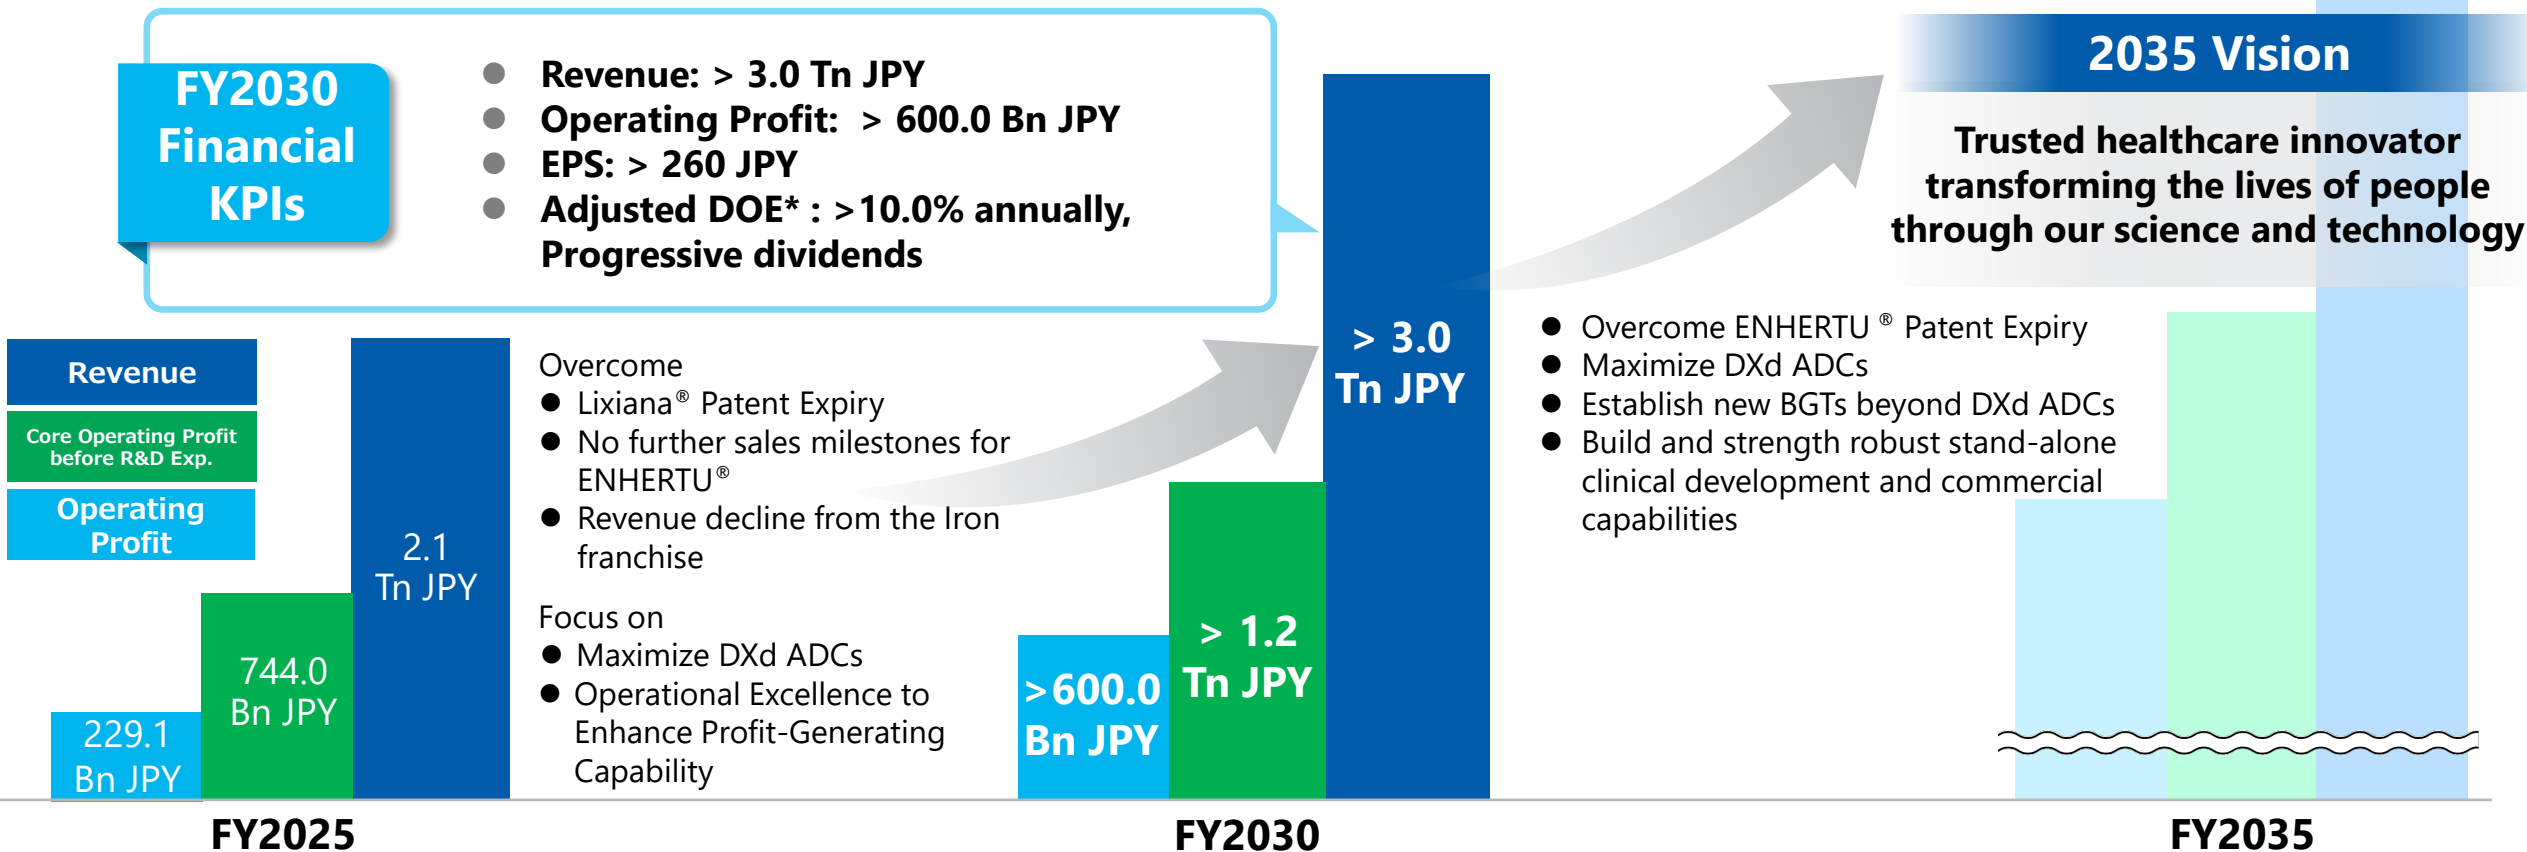 FY2030
Financial
KPIs
● Revenue: > 3.0 Tn JPY
● Operating Profit: > 600.0 Bn JPY
● EPS: > 260 JPY
● Adjusted DOE* : >10.0% annually,
Progressive dividends
2035 Vision
Trusted healthcare innovator
transforming the lives of people
through our science and technology
Revenue
Core Operating Profit
before R&D Exp.
Operating
Profit
229.1
Bn JPY
744.0
Bn JPY
2.1
Tn JPY
Overcome
● Lixiana® Patent Expiry
● No further sales milestones for
ENHERTU®
● Revenue decline from the Iron
franchise
Focus on
● Maximize DXd ADCs
● Operational Excellence to
Enhance Profit-Generating
Capability
>600.0
Bn JPY
> 1.2
Tn JPY
> 3.0
Tn JPY
● Overcome ENHERTU ® Patent Expiry
● Maximize DXd ADCs
● Establish new BGTs beyond DXd ADCs
● Build and strength robust stand-alone
clinical development and commercial
capabilities
FY2025
FY2030
FY2035